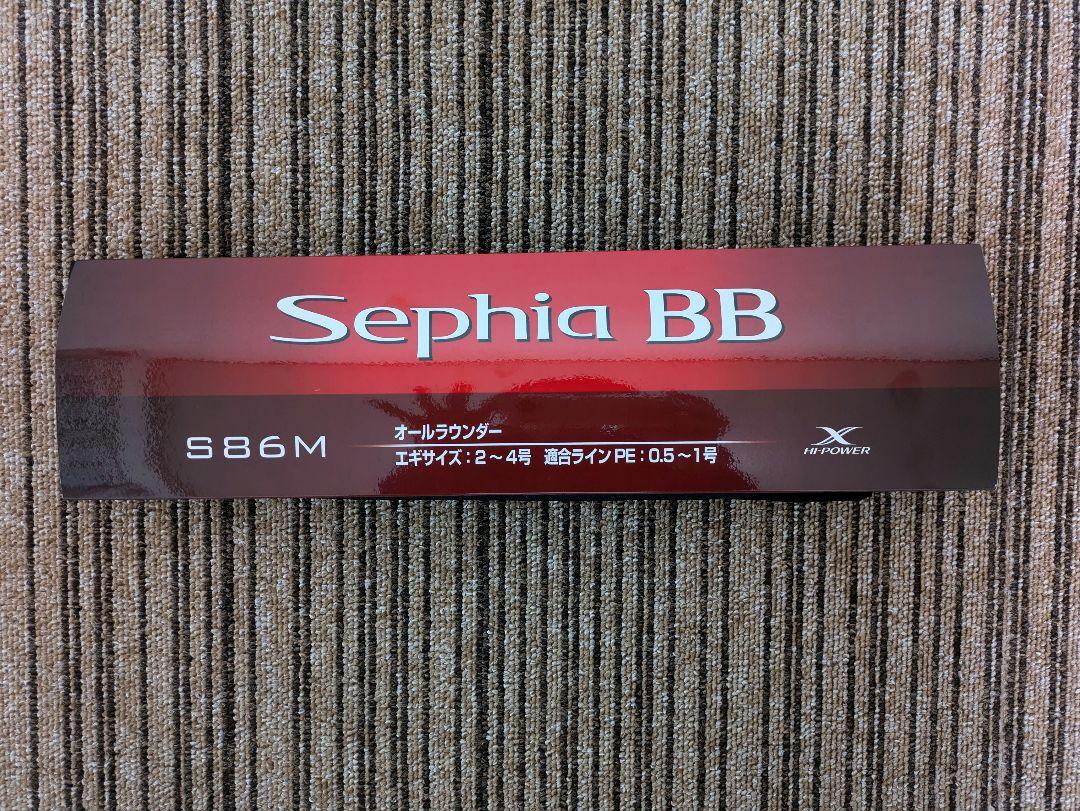 Sephia BB
S86M
オールラウンダー
エギサイズ：2～4号 適合ラインPE：0.5～1号
X
HI-POWER